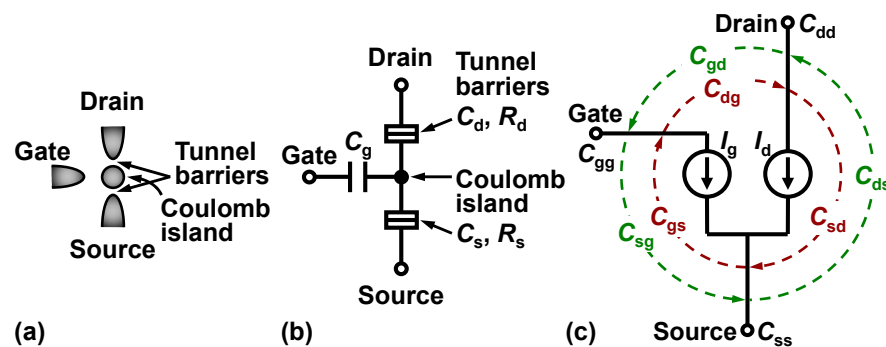 Drain
Gate
Tunnel
barriers
Coulomb
island
Source
(a)
Drain
Tunnel
barriers
Cd, Rd
Gate
Cg
Coulomb
island
Cs, Rs
Source
(b)
Drain
Cdd
Cgd
Cdg
Gate
Cgg
Ig
Id
Cds
Cgs
Csd
Csg
Source
Css
(c)